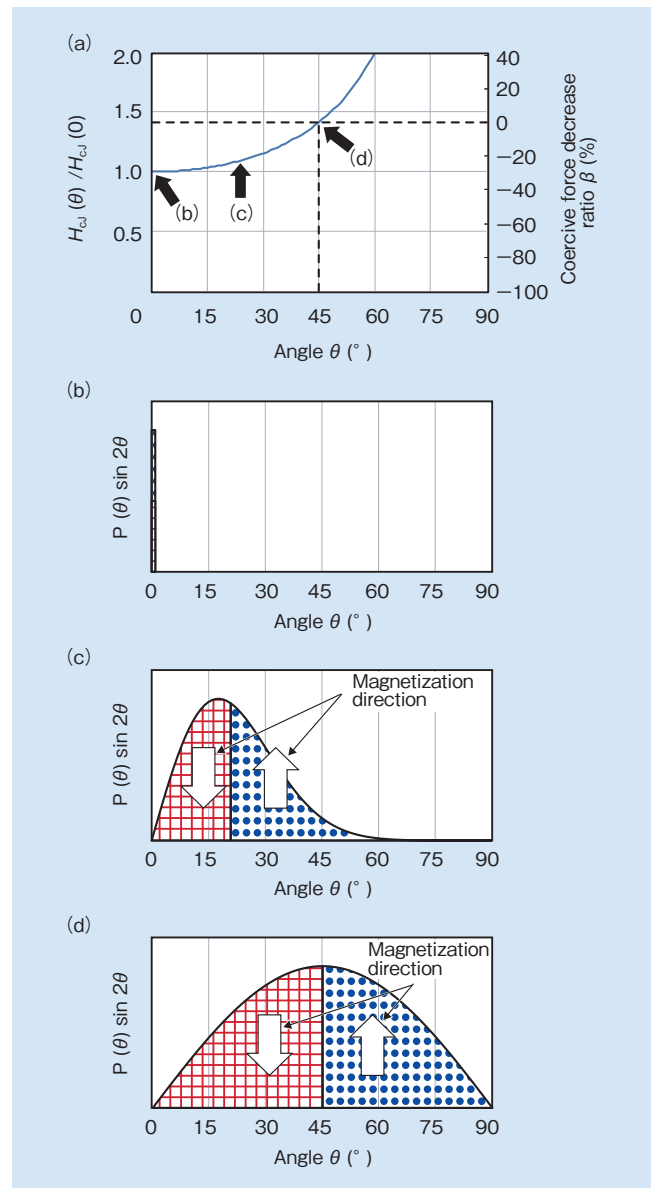 (a)
2.0
1.5
1.0
0.5
0
15
30
45
60
75
90
40
20
0
−20
−40
−60
−80
−100
HcJ (θ) /HcJ (0)
Coercive force decrease
ratio β (%)
(b)
(c)
(d)
Angle θ (°)
(b)
P (θ) sin 2θ
0
15
30
45
60
75
90
Angle θ (°)
(c)
Magnetization
direction
P (θ) sin 2θ
0
15
30
45
60
75
90
Angle θ (°)
(d)
Magnetization
direction
P (θ) sin 2θ
0
15
30
45
60
75
90
Angle θ (°)